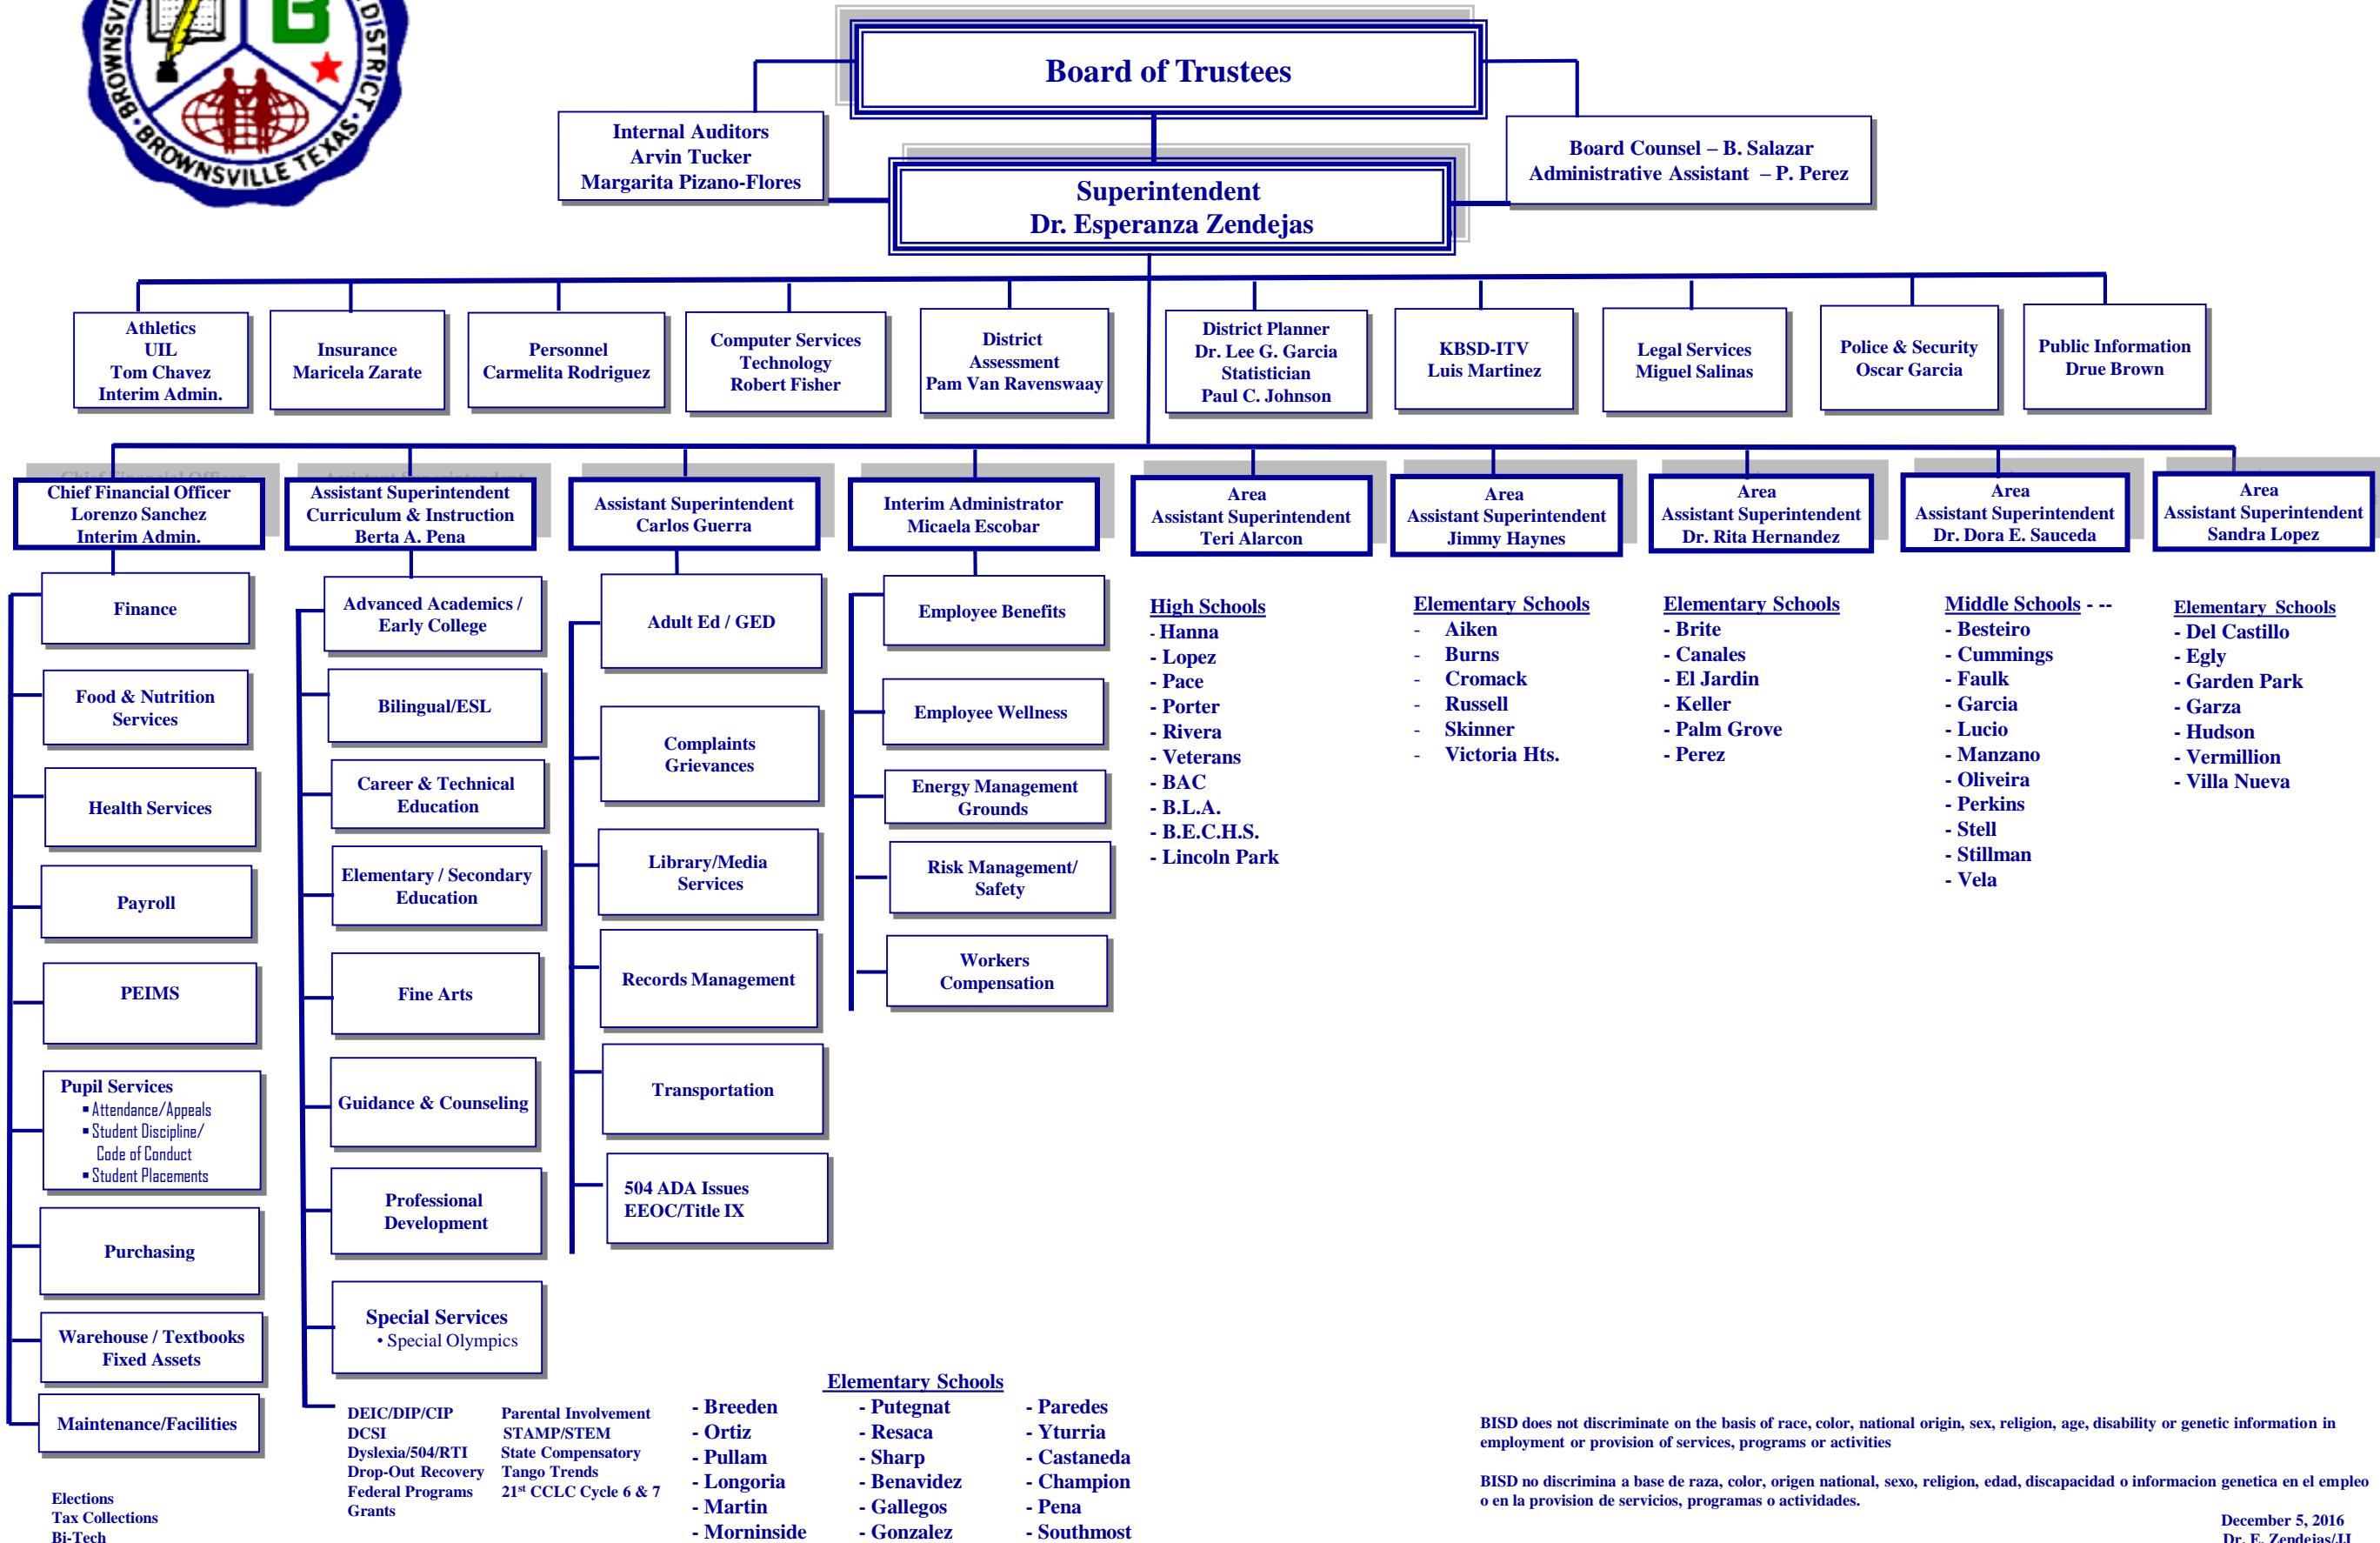 DISTRICT
BROWNSVILLE TEXAS
Board of Trustees
Internal Auditors
Arvin Tucker
Margarita Pizano-Flores
Board Counsel – B. Salazar
Administrative Assistant – P. Perez
Superintendent
Dr. Esperanza Zendejas
Athletics
UIL
Tom Chavez
Interim Admin.
Insurance
Maricela Zarate
Personnel
Carmelita Rodriguez
Computer Services
Technology
Robert Fisher
District
Assessment
Pam Van Ravenswaay
District Planner
Dr. Lee G. Garcia
Statistician
Paul C. Johnson
KBSD-ITV
Luis Martinez
Legal Services
Miguel Salinas
Police & Security
Oscar Garcia
Public Information
Drue Brown
Chief Financial Officer
Lorenzo Sanchez
Interim Admin.
Assistant Superintendent
Curriculum & Instruction
Berta A. Pena
Assistant Superintendent
Carlos Guerra
Interim Administrator
Micaela Escobar
Area
Assistant Superintendent
Teri Alarcon
Area
Assistant Superintendent
Jimmy Haynes
Area
Assistant Superintendent
Dr. Rita Hernandez
Area
Assistant Superintendent
Dr. Dora E. Sauceda
Area
Assistant Superintendent
Sandra Lopez
Finance
Food & Nutrition
Services
Health Services
Payroll
PEIMS
Pupil Services
▪ Attendance/Appeals
▪ Student Discipline/
Code of Conduct
▪ Student Placements
Purchasing
Warehouse / Textbooks
Fixed Assets
Maintenance/Facilities
Elections
Tax Collections
Bi-Tech
Advanced Academics /
Early College
Bilingual/ESL
Career & Technical
Education
Elementary / Secondary
Education
Fine Arts
Guidance & Counseling
Professional
Development
Special Services
• Special Olympics
DEIC/DIP/CIP
DCSI
Dyslexia/504/RTI
Drop-Out Recovery
Federal Programs
Grants
Parental Involvement
STAMP/STEM
State Compensatory
Tango Trends
21st CCLC Cycle 6 & 7
Adult Ed / GED
Complaints
Grievances
Library/Media
Services
Records Management
Transportation
504 ADA Issues
EEOC/Title IX
Employee Benefits
Employee Wellness
Energy Management
Grounds
Risk Management/
Safety
Workers
Compensation
High Schools
- Hanna
- Lopez
- Pace
- Porter
- Rivera
- Veterans
- BAC
- B.L.A.
- B.E.C.H.S.
- Lincoln Park
Elementary Schools
- Aiken
- Burns
- Cromack
- Russell
- Skinner
- Victoria Hts.
Elementary Schools
- Brite
- Canales
- El Jardin
- Keller
- Palm Grove
- Perez
Middle Schools - --
- Besteiro
- Cummings
- Faulk
- Garcia
- Lucio
- Manzano
- Oliveira
- Perkins
- Stell
- Stillman
- Vela
Elementary Schools
- Del Castillo
- Egly
- Garden Park
- Garza
- Hudson
- Vermillion
- Villa Nueva
Elementary Schools
- Breeden
- Ortiz
- Pullam
- Longoria
- Martin
- Morninside
- Putegnat
- Resaca
- Sharp
- Benavidez
- Gallegos
- Gonzalez
- Paredes
- Yturria
- Castaneda
- Champion
- Pena
- Southmost
BISD does not discriminate on the basis of race, color, national origin, sex, religion, age, disability or genetic information in
employment or provision of services, programs or activities
BISD no discrimina a base de raza, color, origen national, sexo, religion, edad, discapacidad o informacion genetica en el empleo
o en la provision de servicios, programas o actividades.
December 5, 2016
Dr. E. Zendejas/JJ